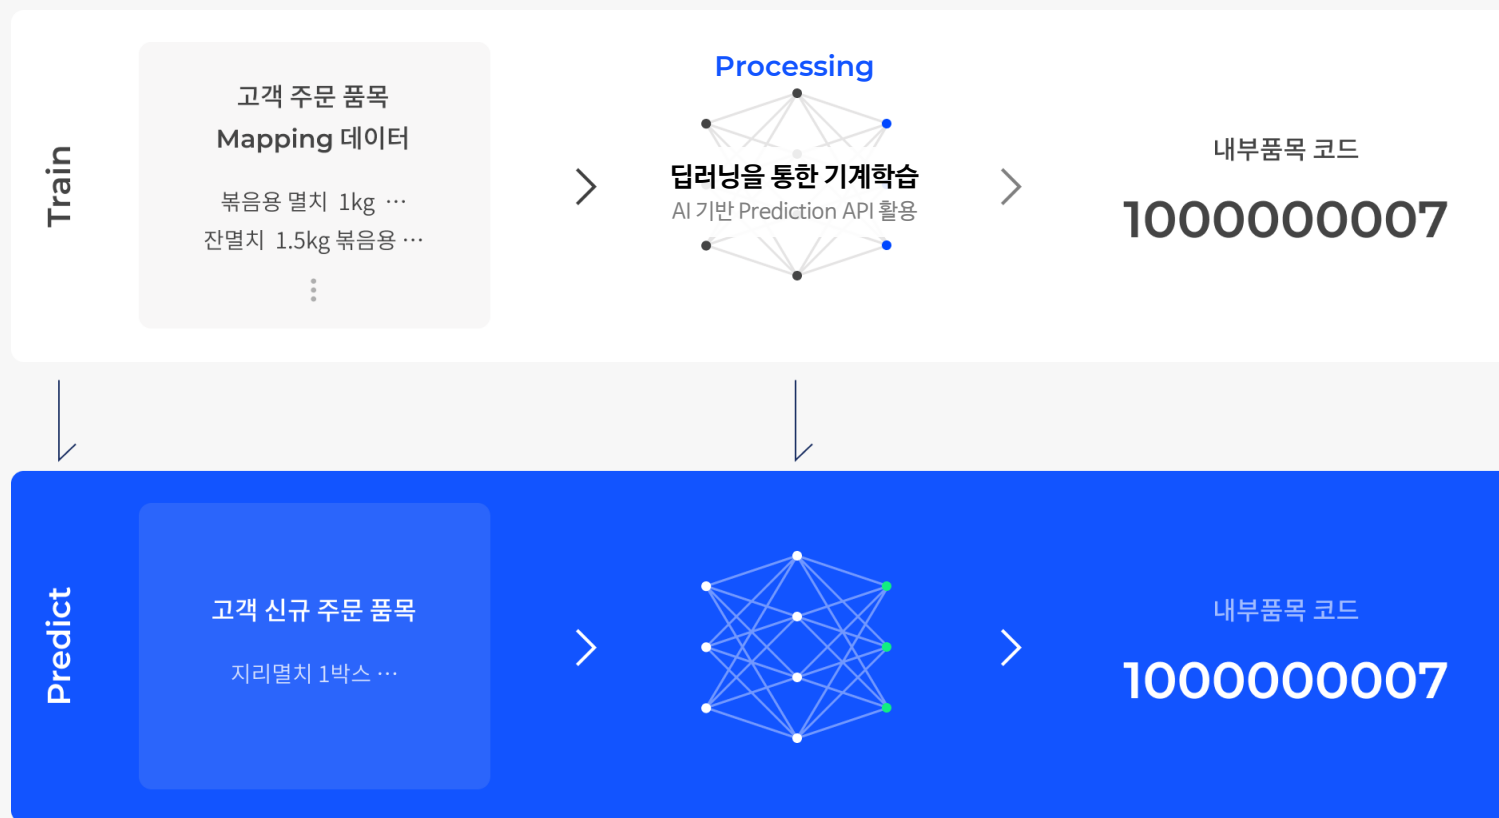 Train
고객 주문 품목
Mapping 데이터
볶음용 멸치 1kg ···
잔멸치 1.5kg 볶음용 ···
Processing
딥러닝을 통한 기계학습
AI 기반 Prediction API 활용
내부품목 코드
1000000007
Predict
고객 신규 주문 품목
지리멸치 1박스 ···
내부품목 코드
1000000007